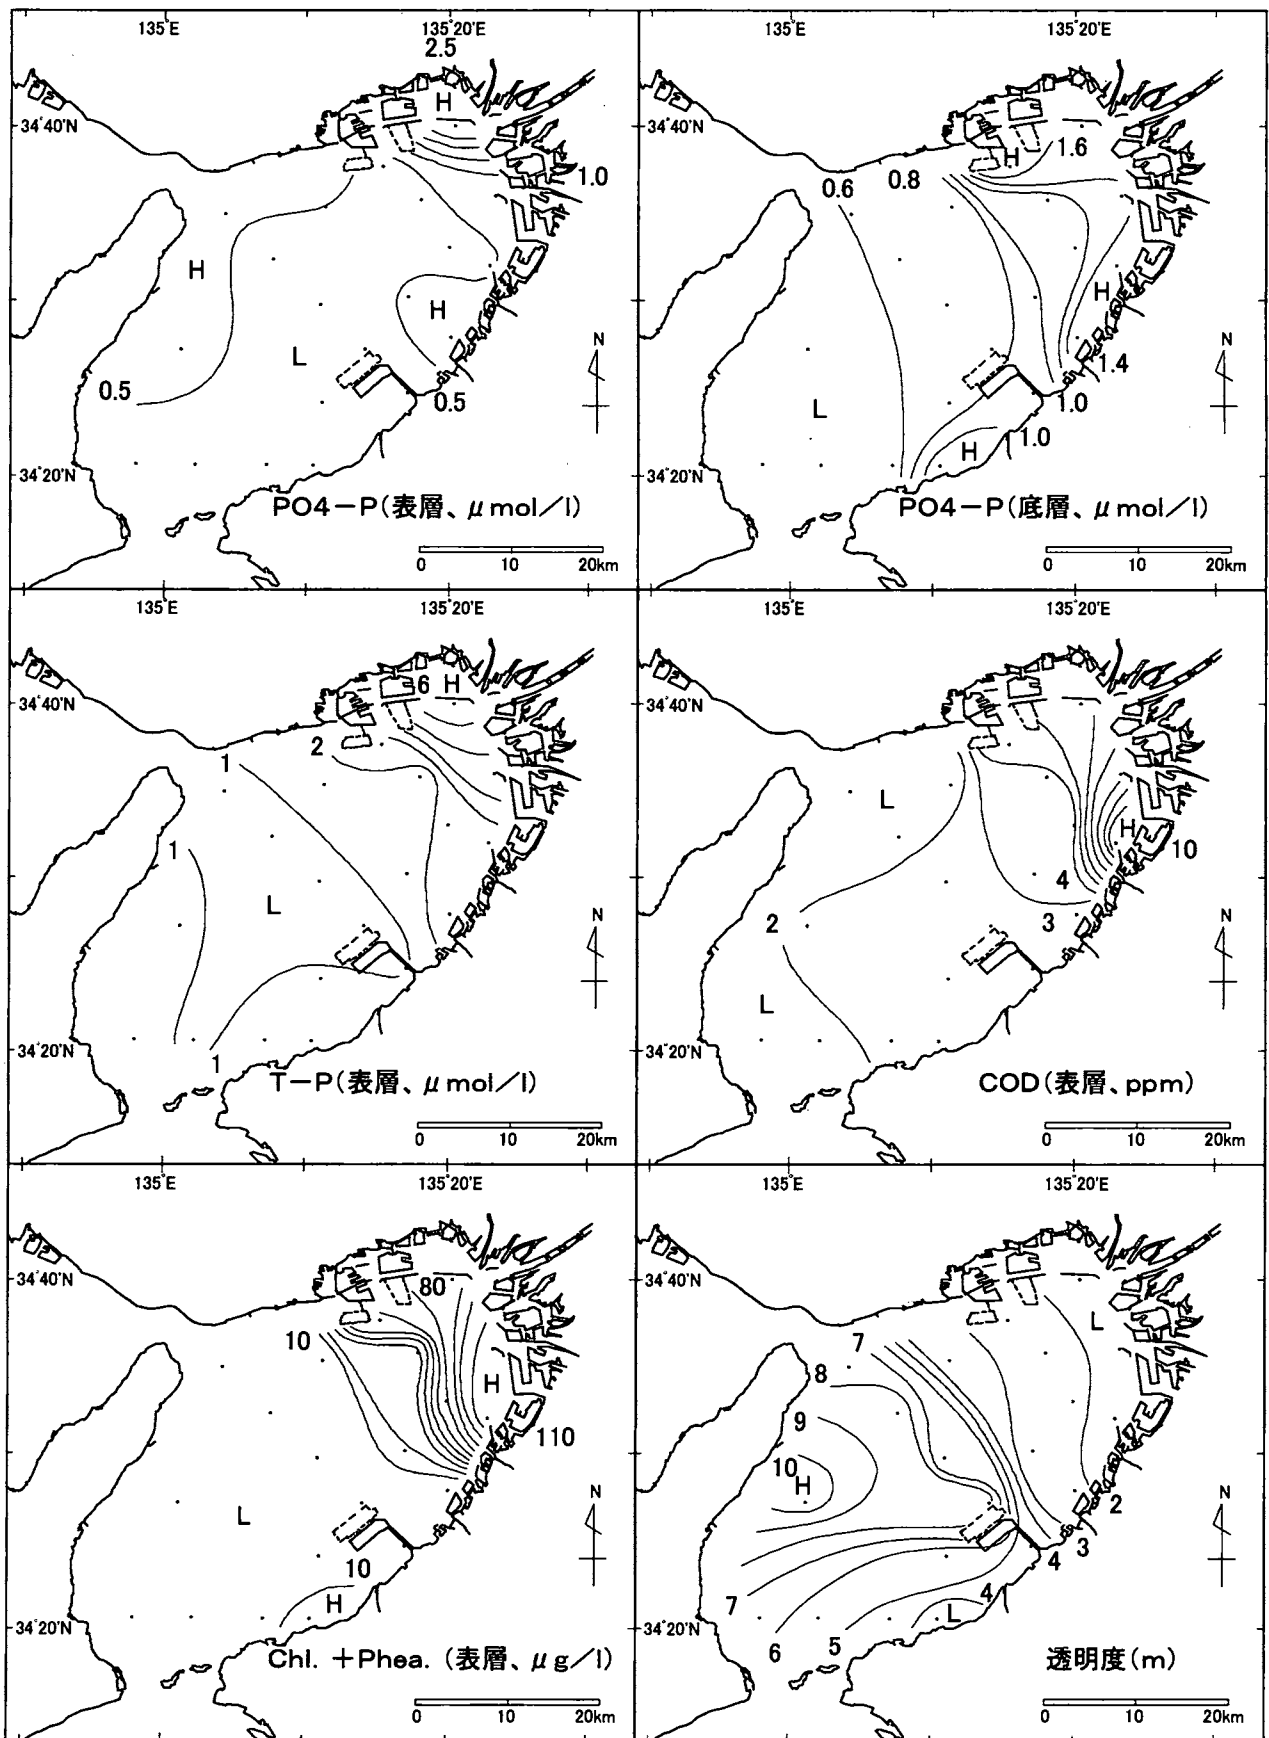 135°E
135°20′E
2.5
H
34°40′N
1.0
H
H
L
0.5
0.5
N
34°20′N
PO4－P(表層、μmol/l)
0 10 20km
135°E
135°20′E
34°40′N
H
1.6
0.6
0.8
H
1.4
L
1.0
1.0
H
N
34°20′N
PO4－P(底層、μmol/l)
0 10 20km
135°E
135°20′E
6
H
34°40′N
2
1
1
L
N
34°20′N
1
T－P(表層、μmol/l)
0 10 20km
135°E
135°20′E
34°40′N
L
H
10
4
2
3
L
N
34°20′N
COD(表層、ppm)
0 10 20km
135°E
135°20′E
34°40′N
80
10
H
110
L
N
10
H
34°20′N
Chl. ＋Phea. (表層、μg/l)
0 10 20km
135°E
135°20′E
34°40′N
L
7
8
9
10
H
2
3
4
N
4
7
L
34°20′N
6
5
透明度(m)
0 10 20km